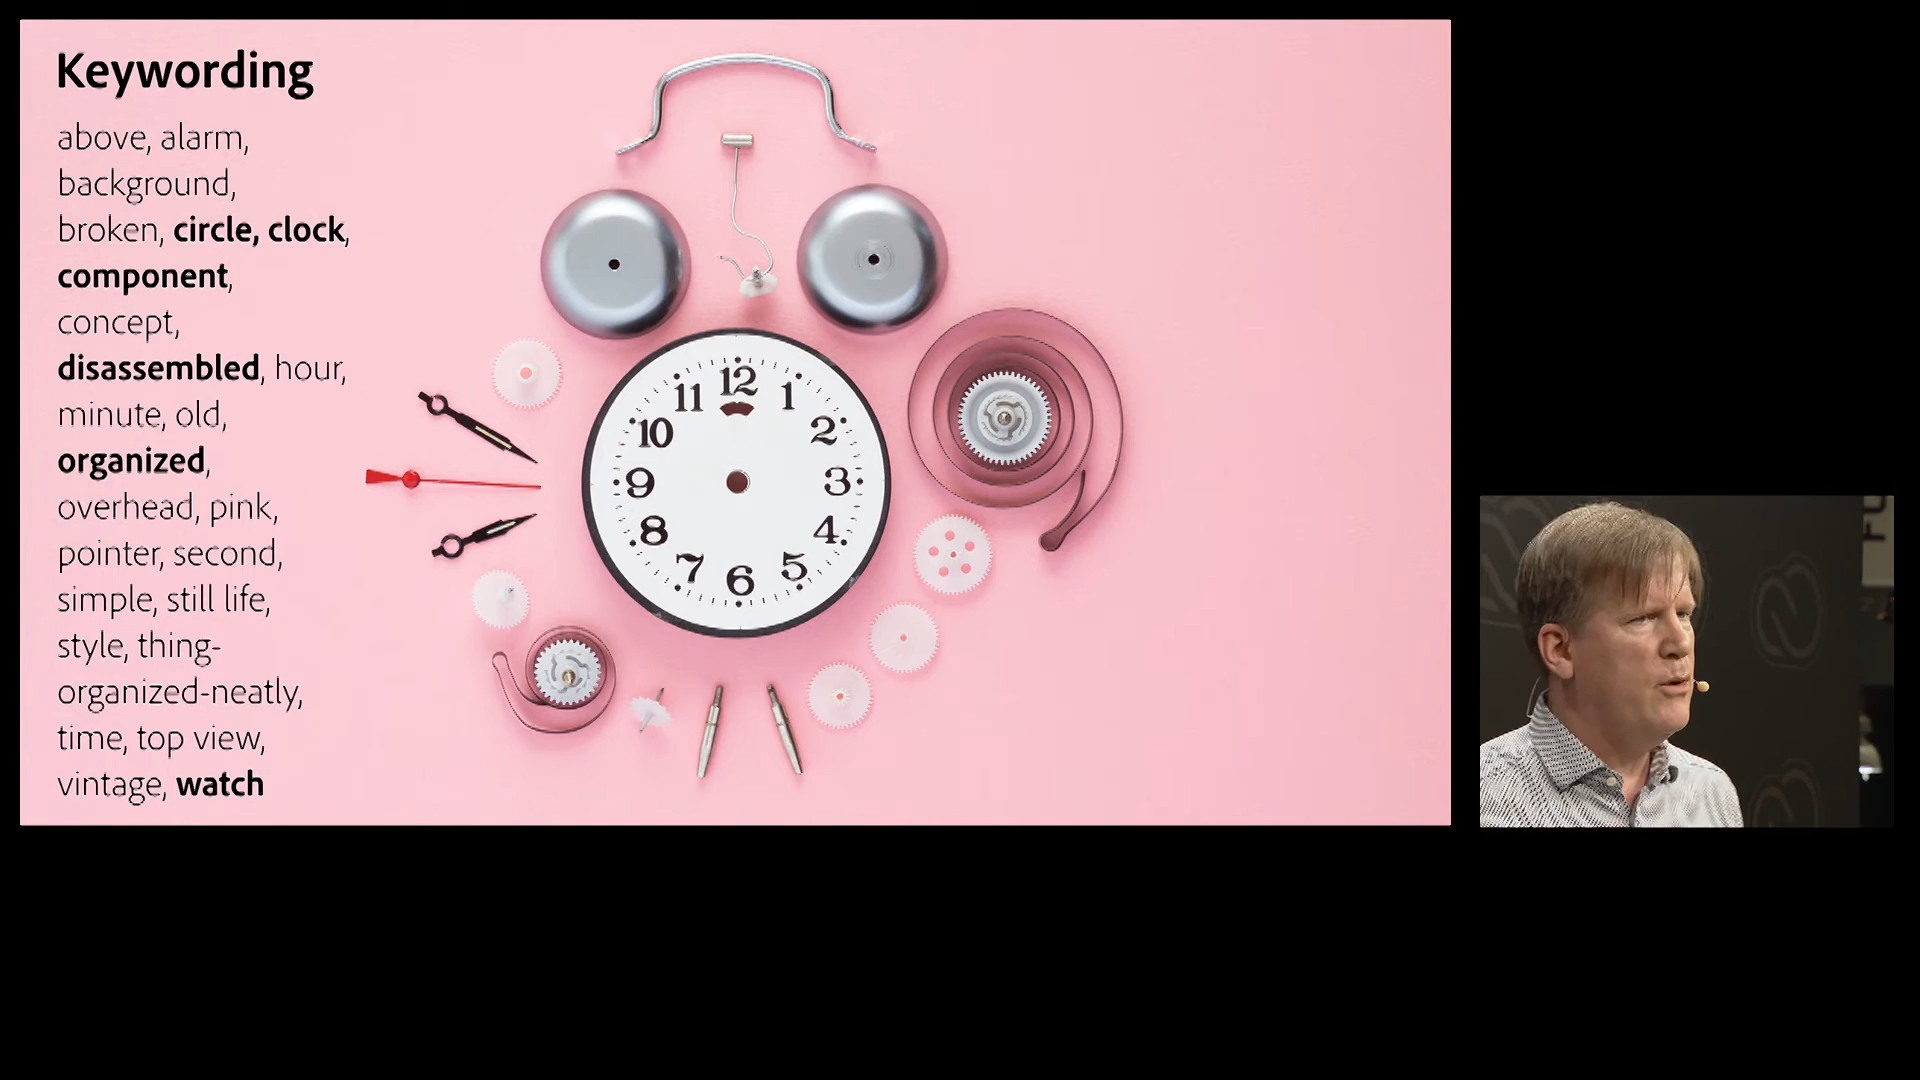 Keywording
above, alarm,
background,
broken, circle, clock,
component,
concept,
disassembled, hour,
minute, old,
organized,
overhead, pink,
pointer, second,
simple, still life,
style, thing-
organized-neatly,
time, top view,
vintage, watch
12
11 1
10 2
9 3
8 4
7 5
6